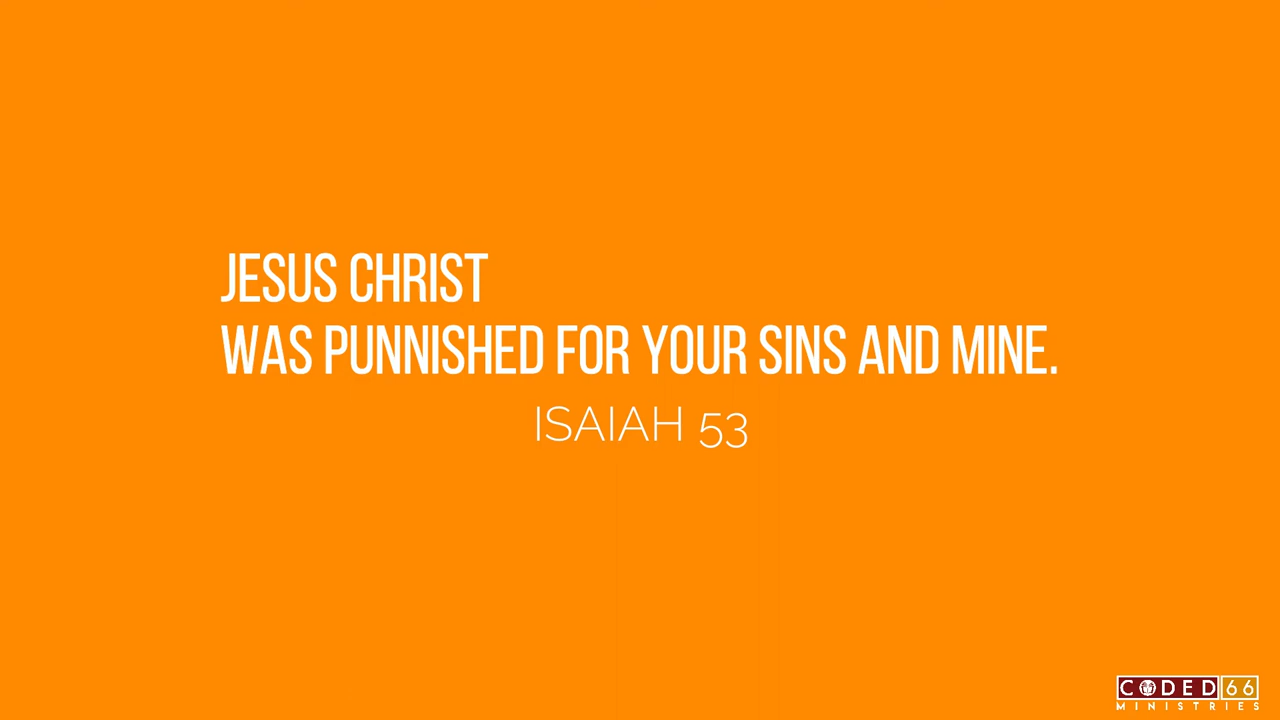 JESUS CHRIST
WAS PUNNISHED FOR YOUR SINS AND MINE.
ISAIAH 53
CODED 66
MINISTRIES